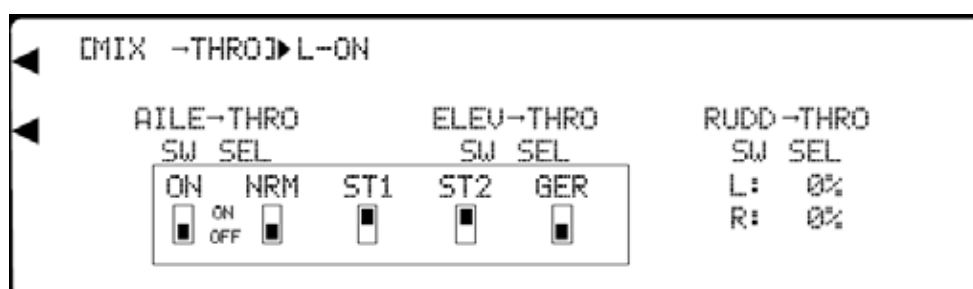 [MIX →THRO]▶L-ON
AILE→THRO ELEV→THRO RUDD→THRO
SW SEL SW SEL SW SEL
ON NRM ST1 ST2 GER L: 0%
ON
OFF
R: 0%